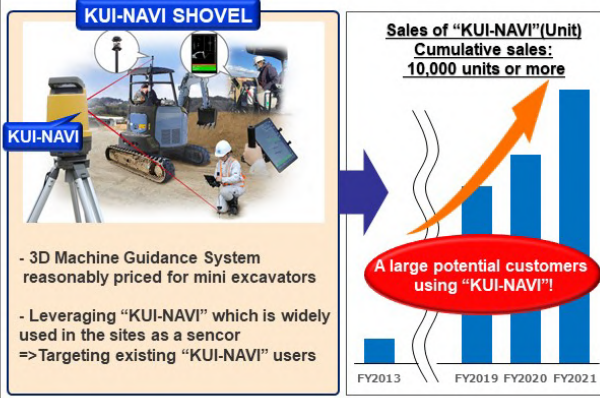 KUI-NAVI SHOVEL
KUI-NAVI
- 3D Machine Guidance System
reasonably priced for mini excavators
- Leveraging “KUI-NAVI” which is widely
used in the sites as a sencor
=>Targeting existing “KUI-NAVI” users
Sales of “KUI-NAVI”(Unit)
Cumulative sales:
10,000 units or more
A large potential customers
using “KUI-NAVI”!
FY2013 FY2019 FY2020 FY2021